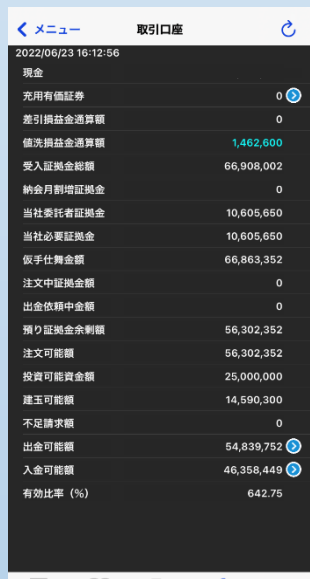 メニュー 取引口座
2022/06/23 16:12:56
現金
充用有価証券 0
差引損益金通算額 0
値洗損益金通算額 1,462,600
受入証拠金総額 66,908,002
納会月割増証拠金 0
当社委託者証拠金 10,605,650
当社必要証拠金 10,605,650
仮手仕舞金額 66,863,352
注文中証拠金額 0
出金依頼中金額 0
預り証拠金余剰額 56,302,352
注文可能額 56,302,352
投資可能資金額 25,000,000
建玉可能額 14,590,300
不足請求額 0
出金可能額 54,839,752
入金可能額 46,358,449
有効比率（%） 642.75